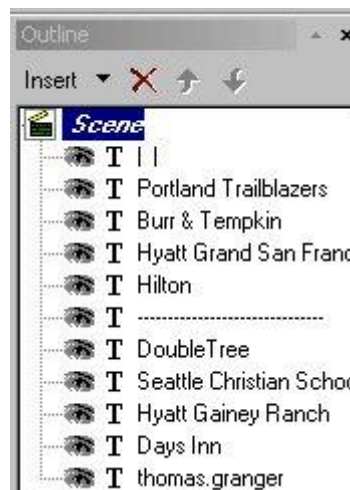 Outline
Insert
Scene
T | |
T Portland Trailblazers
T Burr & Tempkin
T Hyatt Grand San Franc
T Hilton
T ---------------------------
T DoubleTree
T Seattle Christian Schoo
T Hyatt Gainey Ranch
T Days Inn
T thomas.granger